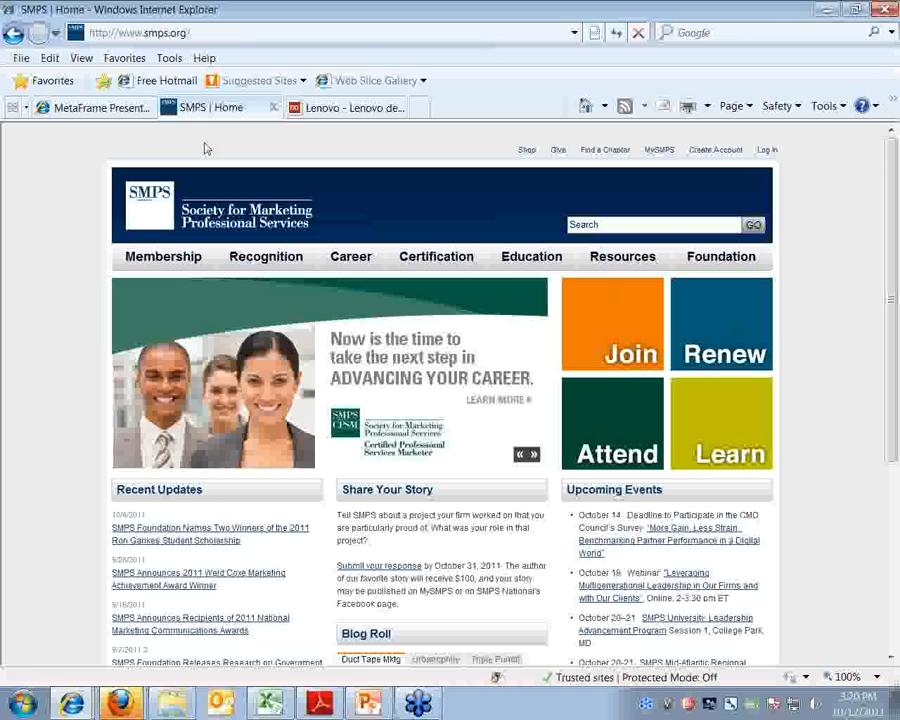 SMPS | Home - Windows Internet Explorer
http://www.smps.org/
Google
File Edit View Favorites Tools Help
Favorites Free Hotmail Suggested Sites Web Slice Gallery
MetaFrame Present... SMPS | Home Lenovo - Lenovo de...
Page Safety Tools
Shop Give Find a Chapter MySMPS Create Account Log In
SMPS
Society for Marketing
Professional Services
Search GO
Membership Recognition Career Certification Education Resources Foundation
Now is the time to
take the next step in
ADVANCING YOUR CAREER.
LEARN MORE
SMPS
CPSM
Society for Marketing
Professional Services
Certified Professional
Services Marketer
« »
Join
Renew
Attend
Learn
Recent Updates
10/4/2011
SMPS Foundation Names Two Winners of the 2011
Ron Garikes Student Scholarship
9/28/2011
SMPS Announces 2011 Weld Coxe Marketing
Achievement Award Winner
9/16/2011
SMPS Announces Recipients of 2011 National
Marketing Communications Awards
SMPS Foundation Releases Research on Government
Share Your Story
Tell SMPS about a project your firm worked on that you
are particularly proud of. What was your role in that
project?
Submit your response by October 31, 2011. The author
of our favorite story will receive $100, and your story
may be published on MySMPS or on SMPS National's
Facebook page.
Blog Roll
Duct Tape Mktg Urbanophily Triple Pundit
Upcoming Events
• October 14 Deadline to Participate in the CMO
Council's Survey "More Gain, Less Strain,
Benchmarking Partner Performance in a Digital
World"
• October 18 Webinar "Leveraging
Multigenerational Leadership in Our Firms and
with Our Clients" Online, 2-3:30 pm ET
• October 20–21 SMPS University Leadership
Advancement Program Session 1, College Park,
MD
• October 20-21 SMPS Mid-Atlantic Regional
Trusted sites | Protected Mode: Off
100%
3:20 PM
10/12/2011